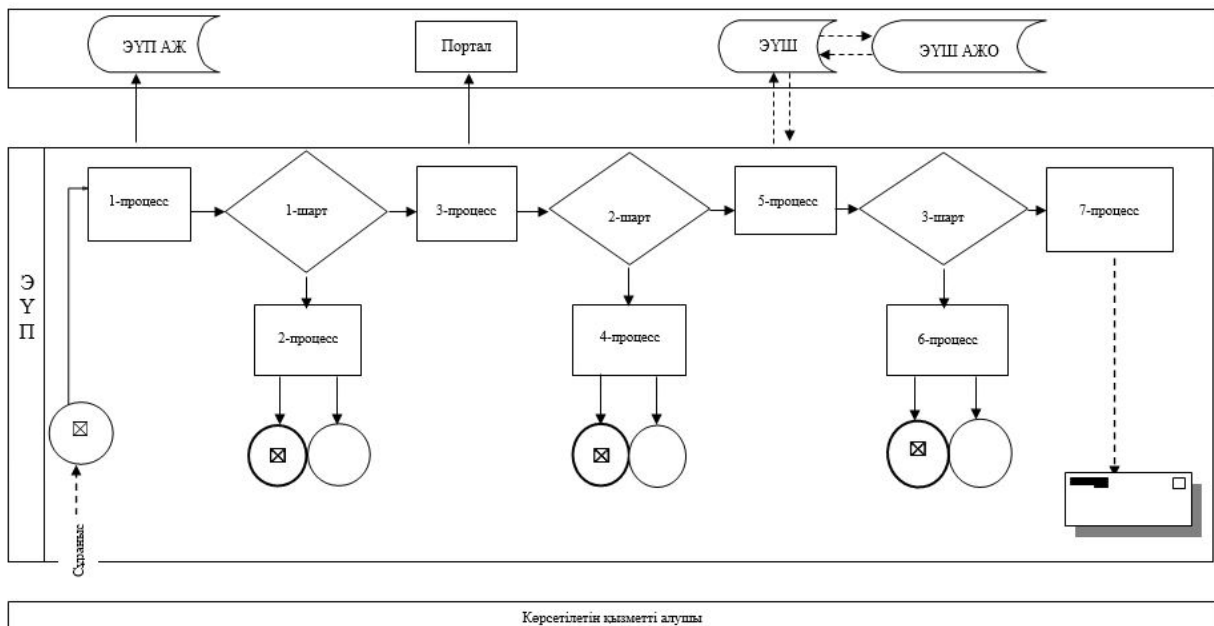 ЭҮП АЖ
Портал
ЭҮШ
ЭҮШ АЖО
ЭҮП
1-процесс
1-шарт
3-процесс
2-шарт
5-процесс
3-шарт
7-процесс
2-процесс
4-процесс
6-процесс
Сұраныс
Көрсетілетін қызметті алушы